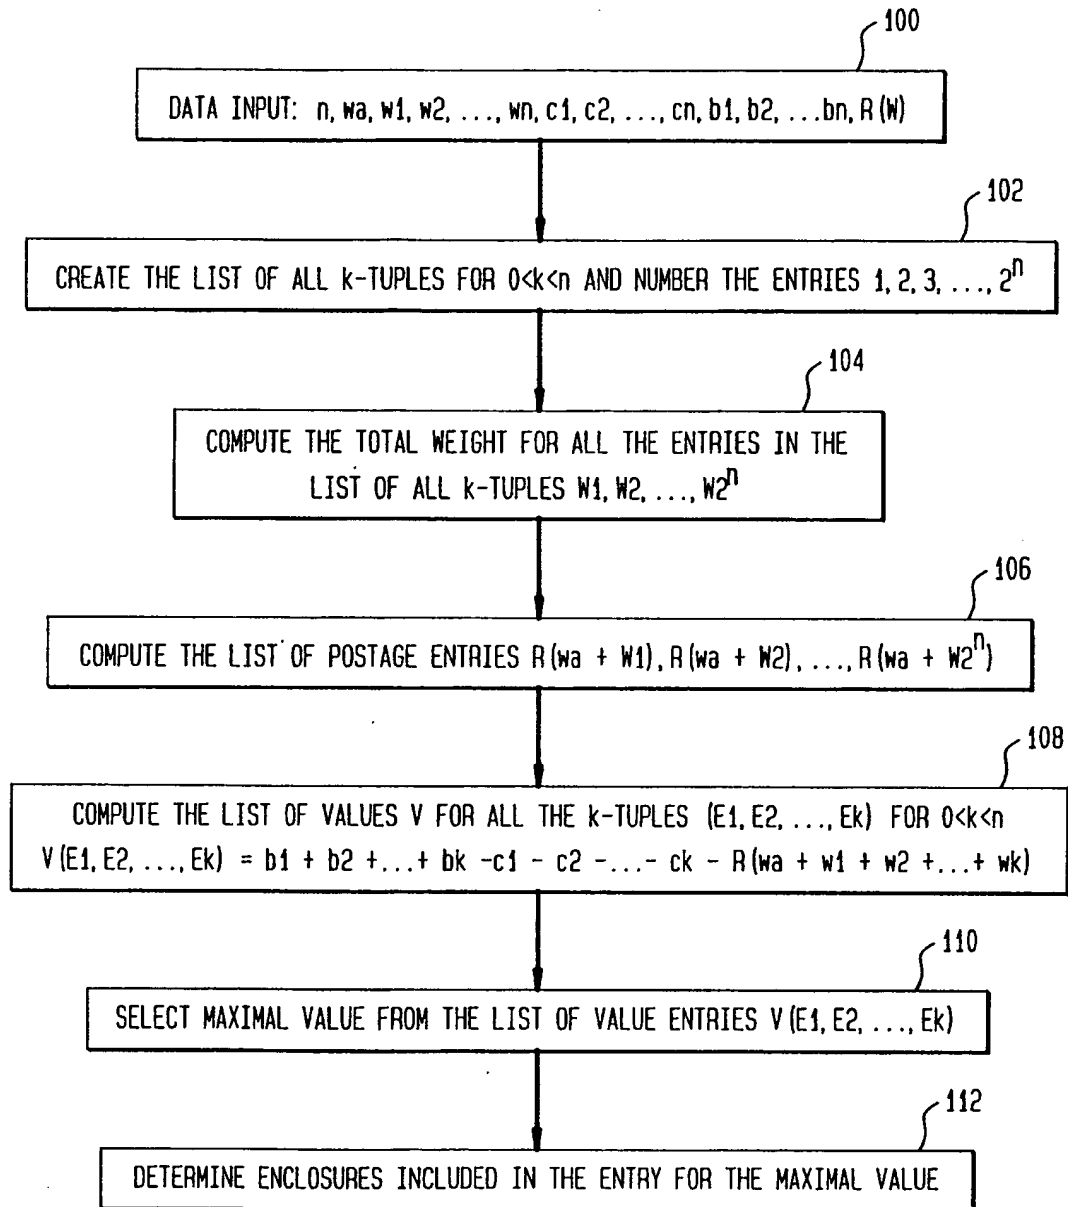 100
DATA INPUT: n, wa, w1, w2, ..., wn, c1, c2, ..., cn, b1, b2, ...bn, R(W)
102
CREATE THE LIST OF ALL k-TUPLES FOR 0<k<n AND NUMBER THE ENTRIES 1, 2, 3, ..., 2^n
104
COMPUTE THE TOTAL WEIGHT FOR ALL THE ENTRIES IN THE
LIST OF ALL k-TUPLES W1, W2, ..., W2^n
106
COMPUTE THE LIST OF POSTAGE ENTRIES R(wa + W1), R(wa + W2), ..., R(wa + W2^n)
108
COMPUTE THE LIST OF VALUES V FOR ALL THE k-TUPLES (E1, E2, ..., Ek) FOR 0<k<n
V(E1, E2, ..., Ek) = b1 + b2 +...+ bk -c1 - c2 -...- ck - R(wa + w1 + w2 +...+ wk)
110
SELECT MAXIMAL VALUE FROM THE LIST OF VALUE ENTRIES V(E1, E2, ..., Ek)
112
DETERMINE ENCLOSURES INCLUDED IN THE ENTRY FOR THE MAXIMAL VALUE